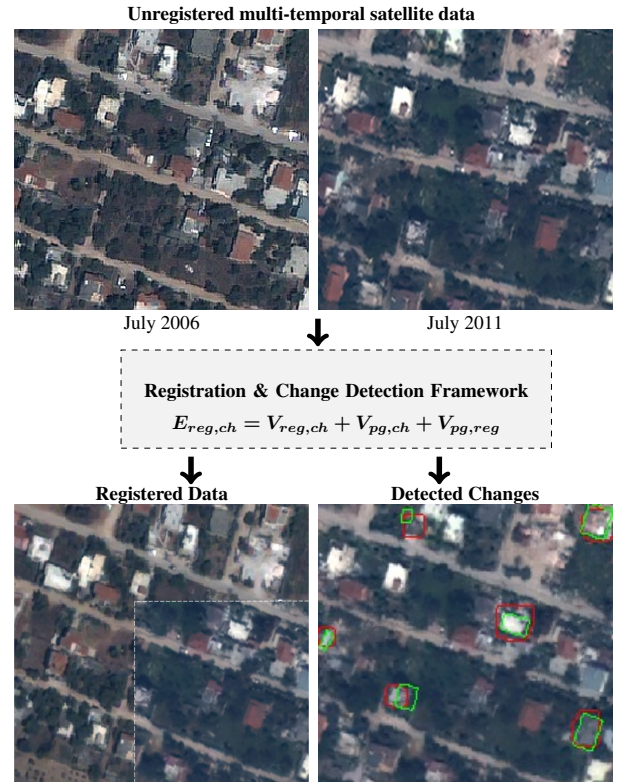 Unregistered multi-temporal satellite data
July 2006
July 2011
Registration & Change Detection Framework
E_{reg,ch} = V_{reg,ch} + V_{pg,ch} + V_{pg,reg}
Registered Data
Detected Changes